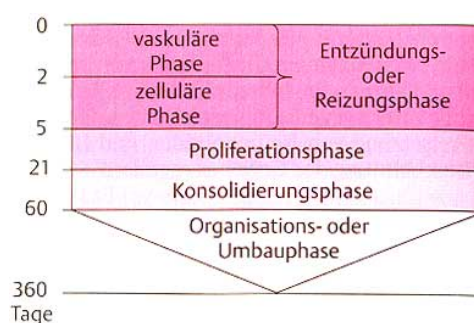 0
vaskuläre
Phase
Entzündungs-
oder
Reizungsphase
2
zelluläre
Phase
5
Proliferationsphase
21
Konsolidierungsphase
60
Organisations- oder
Umbauphase
360
Tage